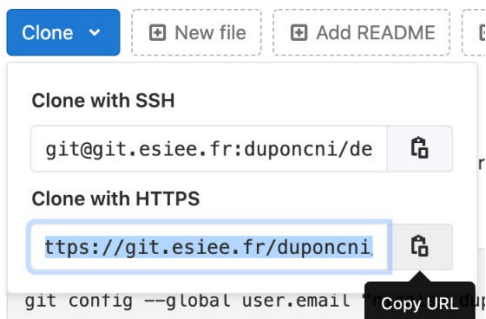 Clone New file Add README
Clone with SSH
git@git.esiee.fr:duponcni/de
Clone with HTTPS
ttps://git.esiee.fr/duponcni/
Copy URL
git config --global user.email "